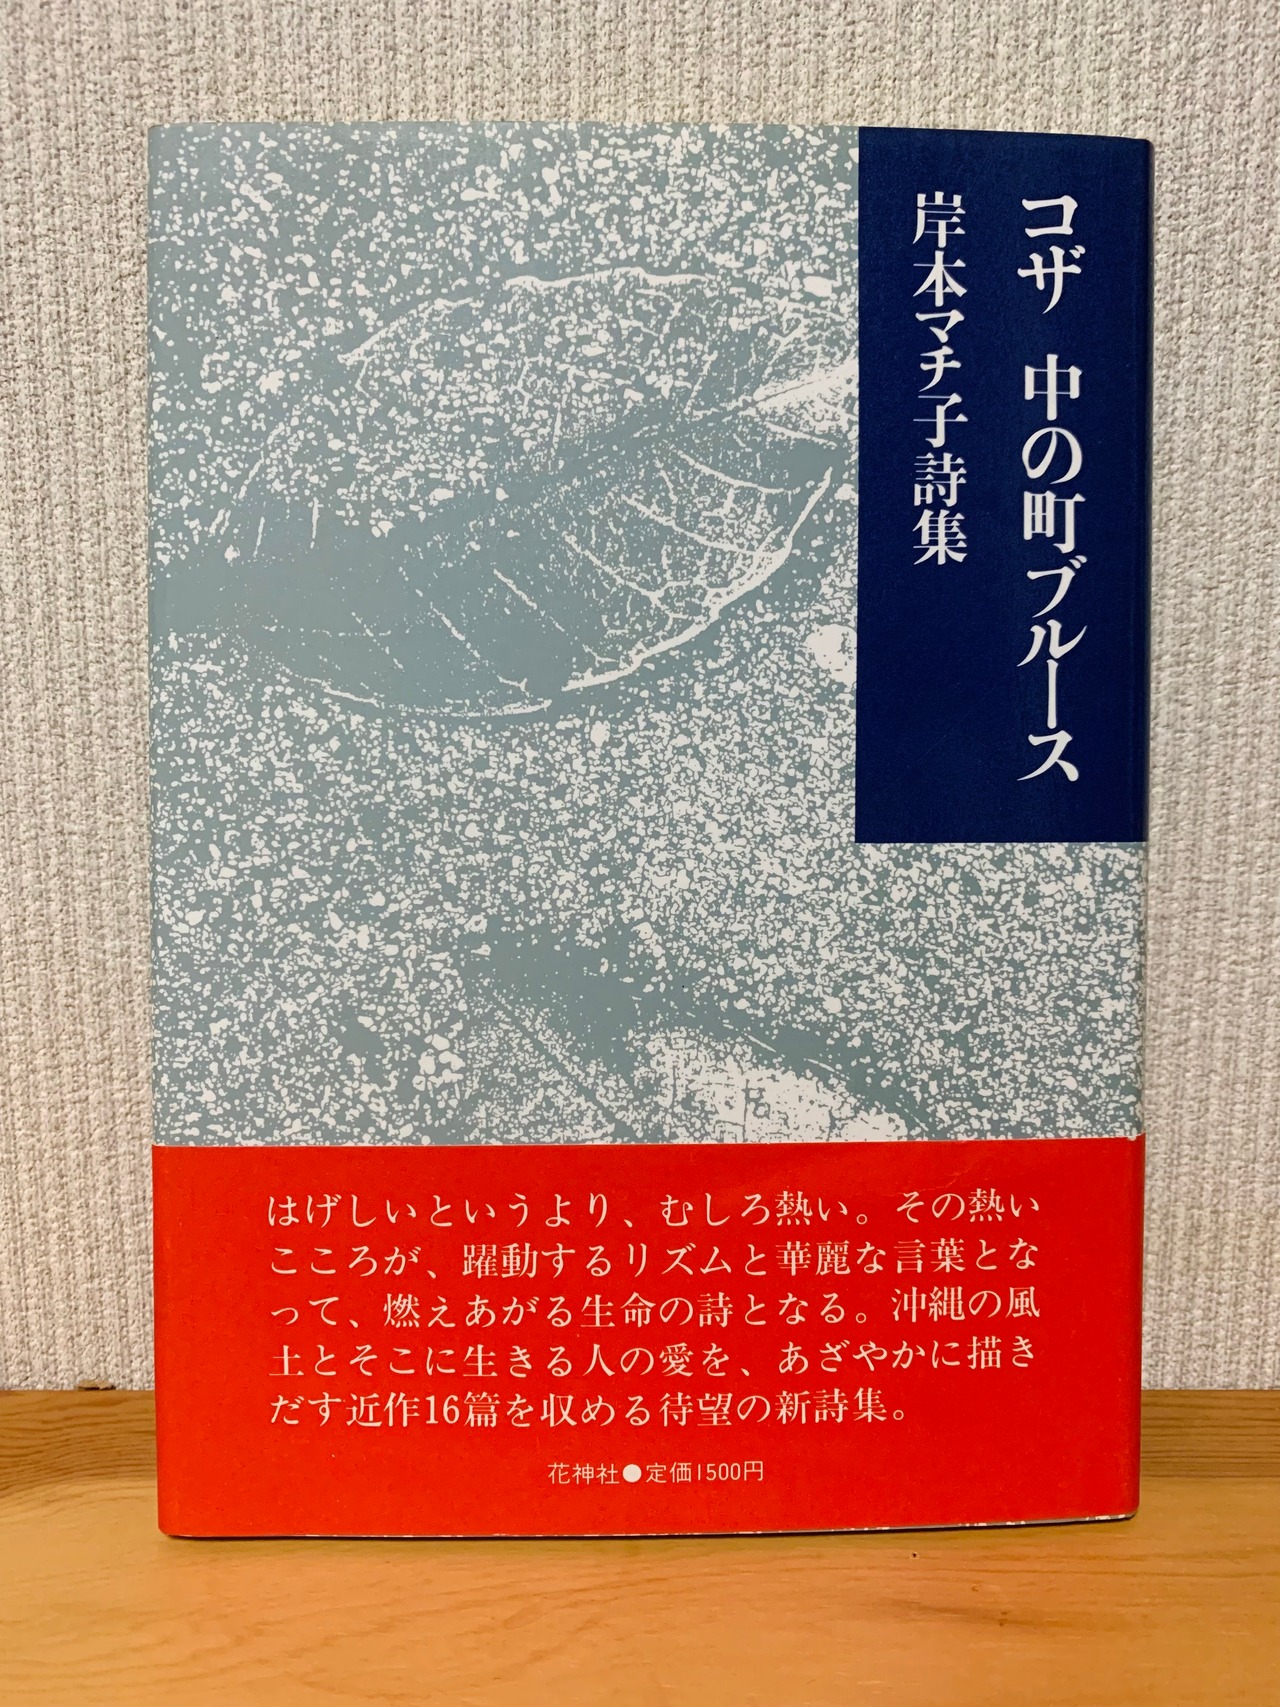 コザ 中の町ブルース
岸本マチ子詩集
はげしいというより、むしろ熱い。その熱い
こころが、躍動するリズムと華麗な言葉とな
って、燃えあがる生命の詩となる。沖縄の風
土とそこに生きる人の愛を、あざやかに描き
だす近作16篇を収める待望の新詩集。
花神社●定価1500円